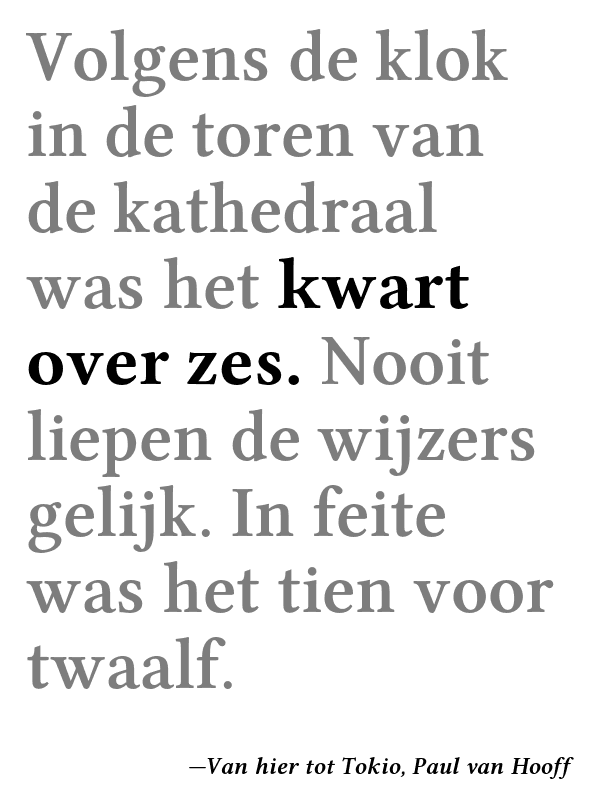 Volgens de klok
in de toren van
de kathedraal
was het kwart
over zes. Nooit
liepen de wijzers
gelijk. In feite
was het tien voor
twaalf.
—Van hier tot Tokio, Paul van Hooff